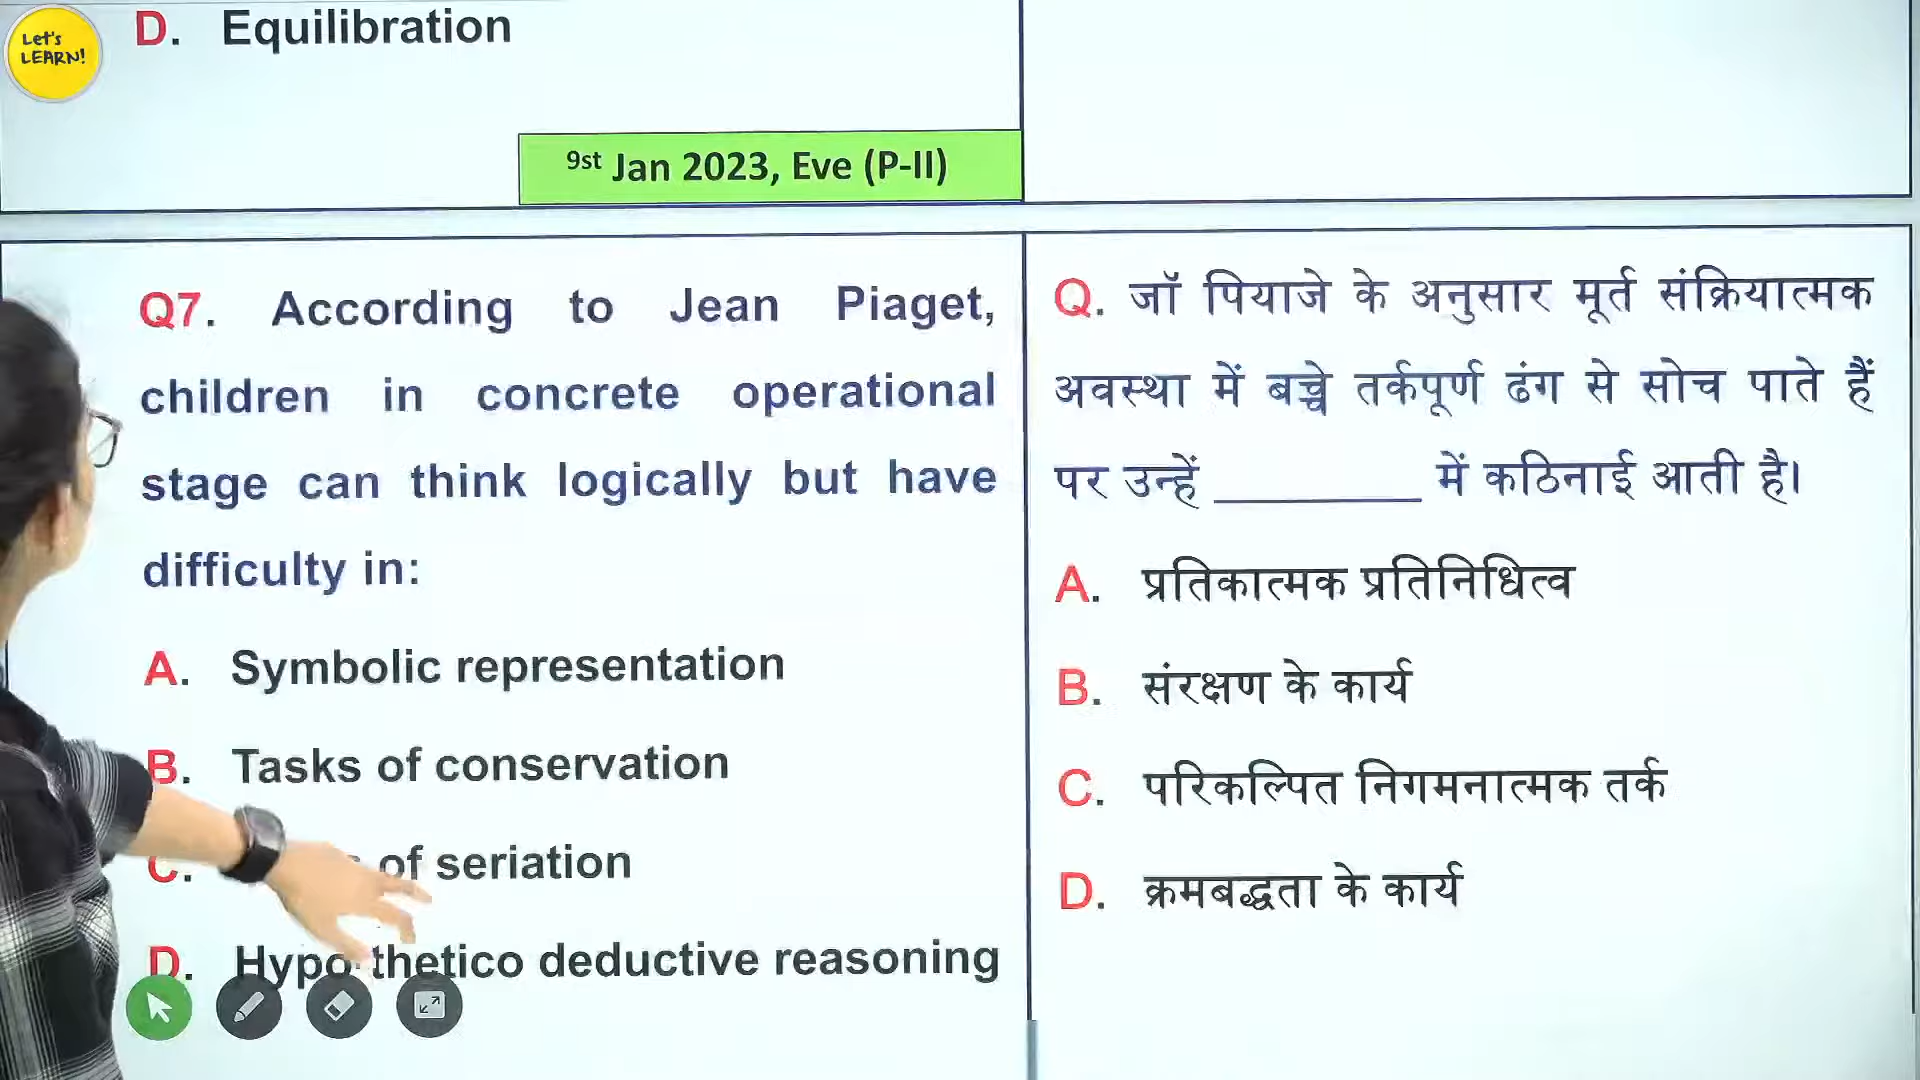 Let's
LEARN!
D. Equilibration
9st Jan 2023, Eve (P-II)
Q7. According to Jean Piaget,
children in concrete operational
stage can think logically but have
difficulty in:
A. Symbolic representation
B. Tasks of conservation
C. of seriation
D. Hypo thetico deductive reasoning
Q. जॉ पियाजे के अनुसार मूर्त संक्रियात्मक
अवस्था में बच्चे तर्कपूर्ण ढंग से सोच पाते हैं
पर उन्हें __________ में कठिनाई आती है।
A. प्रतिकात्मक प्रतिनिधित्व
B. संरक्षण के कार्य
C. परिकल्पित निगमनात्मक तर्क
D. क्रमबद्धता के कार्य